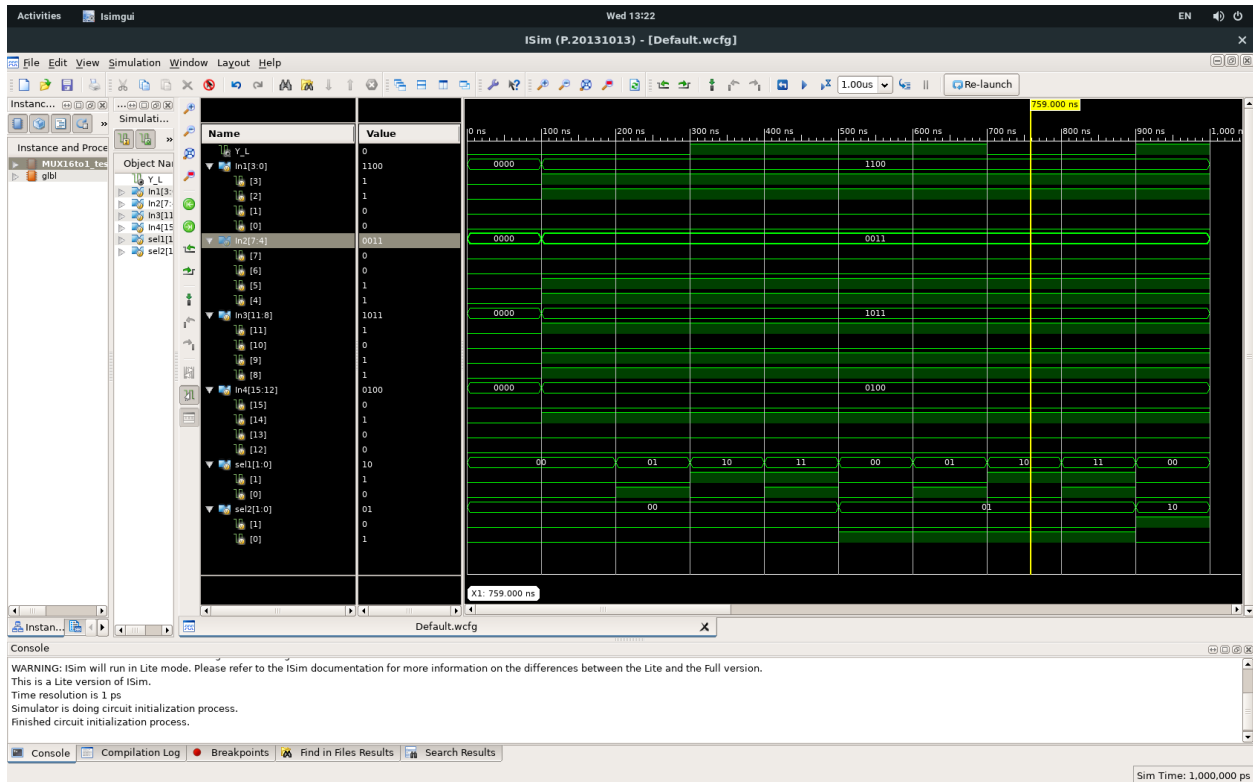 Activities Isimgui Wed 13:22 EN
ISim (P.20131013) - [Default.wcfg]
File Edit View Simulation Window Layout Help
1.00us Re-launch
Instanc...
Instance and Proce
MUX16to1_tes
glbl
Simulati...
Object Nai
Y_L
In1[3:
In2[7:
In3[11
In4[15
sel1[1
sel2[1
Name Value
Y_L 0
In1[3:0] 1100
[3] 1
[2] 1
[1] 0
[0] 0
In2[7:4] 0011
[7] 0
[6] 0
[5] 1
[4] 1
In3[11:8] 1011
[11] 1
[10] 0
[9] 1
[8] 1
In4[15:12] 0100
[15] 0
[14] 1
[13] 0
[12] 0
sel1[1:0] 10
[1] 1
[0] 0
sel2[1:0] 01
[1] 0
[0] 1
759.000 ns
0 ns 100 ns 200 ns 300 ns 400 ns 500 ns 600 ns 700 ns 800 ns 900 ns 1,000 n
0000 1100
0000 0011
0000 1011
0000 0100
00 01 10 11 00 01 10 11 00
00 01 10
X1: 759.000 ns
Instan...
Default.wcfg
Console
WARNING: ISim will run in Lite mode. Please refer to the ISim documentation for more information on the differences between the Lite and the Full version.
This is a Lite version of ISim.
Time resolution is 1 ps
Simulator is doing circuit initialization process.
Finished circuit initialization process.
Console Compilation Log Breakpoints Find in Files Results Search Results
Sim Time: 1,000,000 ps